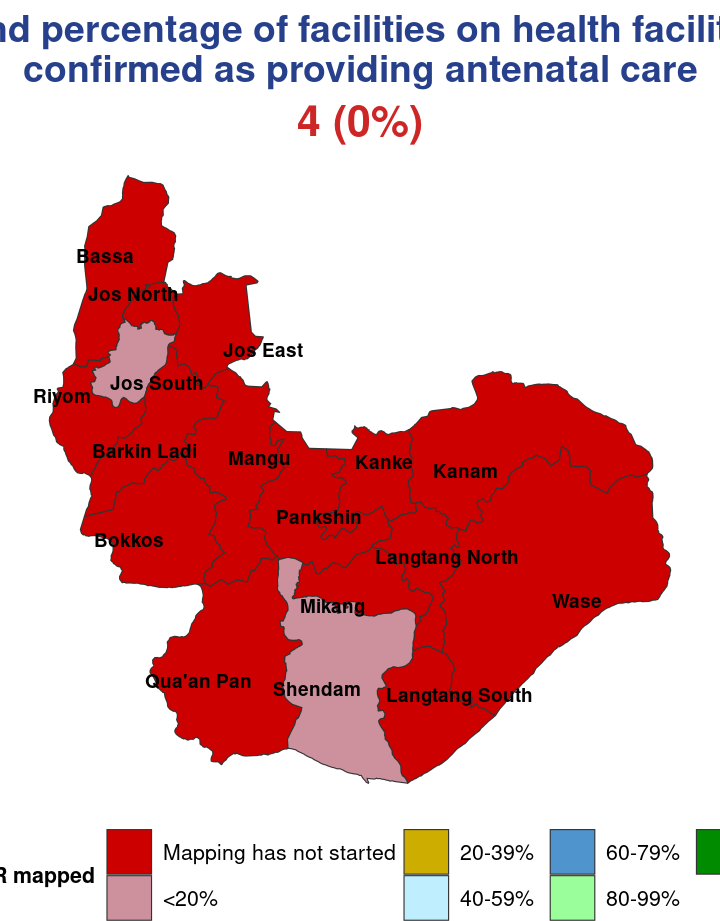 percentage of facilities on health
confirmed as providing antenatal care
4 (0%)
Bassa
Jos North
Jos East
Jos South
Riyom
Barkin Ladi
Mangu
Kanke
Kanam
Pankshin
Bokkos
Langtang North
Mikang
Wase
Qua'an Pan
Shendam
Langtang South
mapped
Mapping has not started
<20%
20-39%
40-59%
60-79%
80-99%